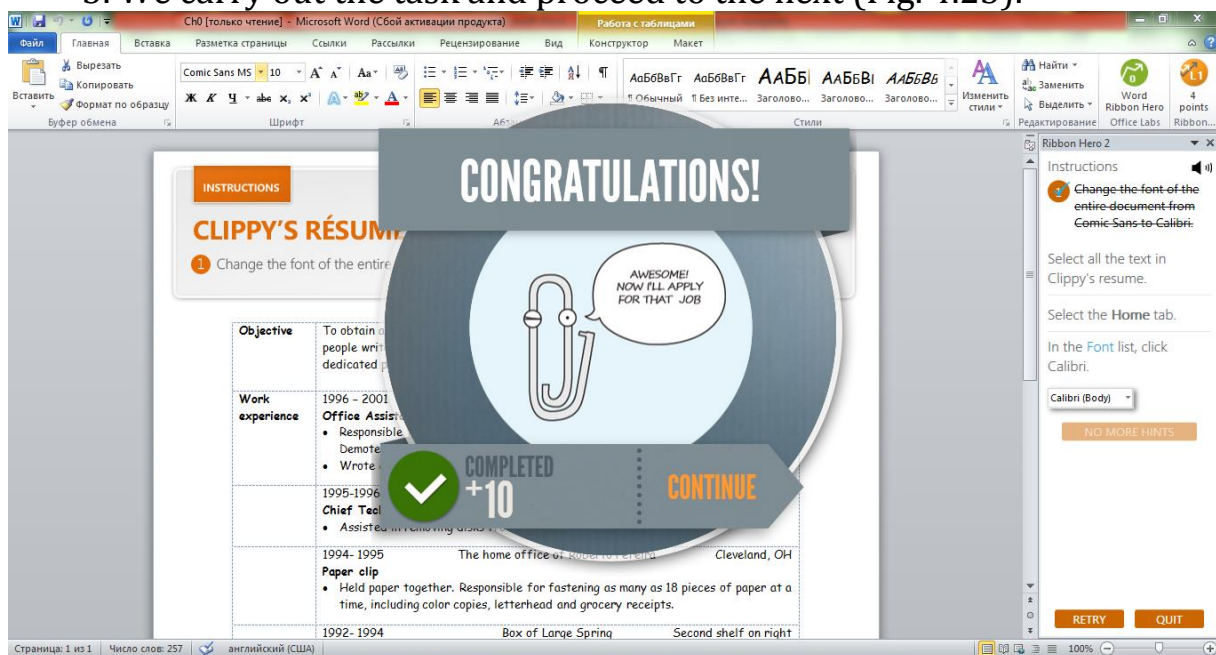 3. We carry out the task and proceed to the next (Fig. 4.25).
Ch0 [только чтение] - Microsoft Word (Сбой активации продукта)
Работа с таблицами
Файл Главная Вставка Разметка страницы Ссылки Рассылки Рецензирование Вид Конструктор Макет
Вставить
Вырезать
Копировать
Формат по образцу
Буфер обмена
Comic Sans MS 10
Ж К Ч abc x, x²
Шрифт
АаБбВвГг АаБбВвГг ААБб АаБбВ АаБбВб
¶ Обычный ¶ Без инте... Заголово... Заголово... Заголово...
Изменить стили
Стили
Найти
Заменить
Выделить
Редактирование
Word
Ribbon Hero
Office Labs
4
points
Ribbon...
INSTRUCTIONS
CLIPPY'S RÉSUM
1 Change the font of the entire
CONGRATULATIONS!
AWESOME!
NOW I'LL APPLY
FOR THAT JOB
COMPLETED
+10
CONTINUE
Objective To obtain
people
dedicated
Work
experience
1996 - 2001
Office
• Responsible
Demote
• Wrote
1995-1996
Chief
• Assisted in removing disks
1994- 1995 The home office of Cleveland, OH
Paper clip
• Held paper together. Responsible for fastening as many as 18 pieces of paper at a
time, including color copies, letterhead and grocery receipts.
1992- 1994 Box of Large Spring Second shelf on right
Ribbon Hero 2
Instructions
Change the font of the
entire document from
Comic Sans to Calibri.
Select all the text in
Clippy's resume.
Select the Home tab.
In the Font list, click
Calibri.
Calibri (Body)
NO MORE HINTS
RETRY QUIT
Страница: 1 из 1 Число слов: 257 английский (США) 100%